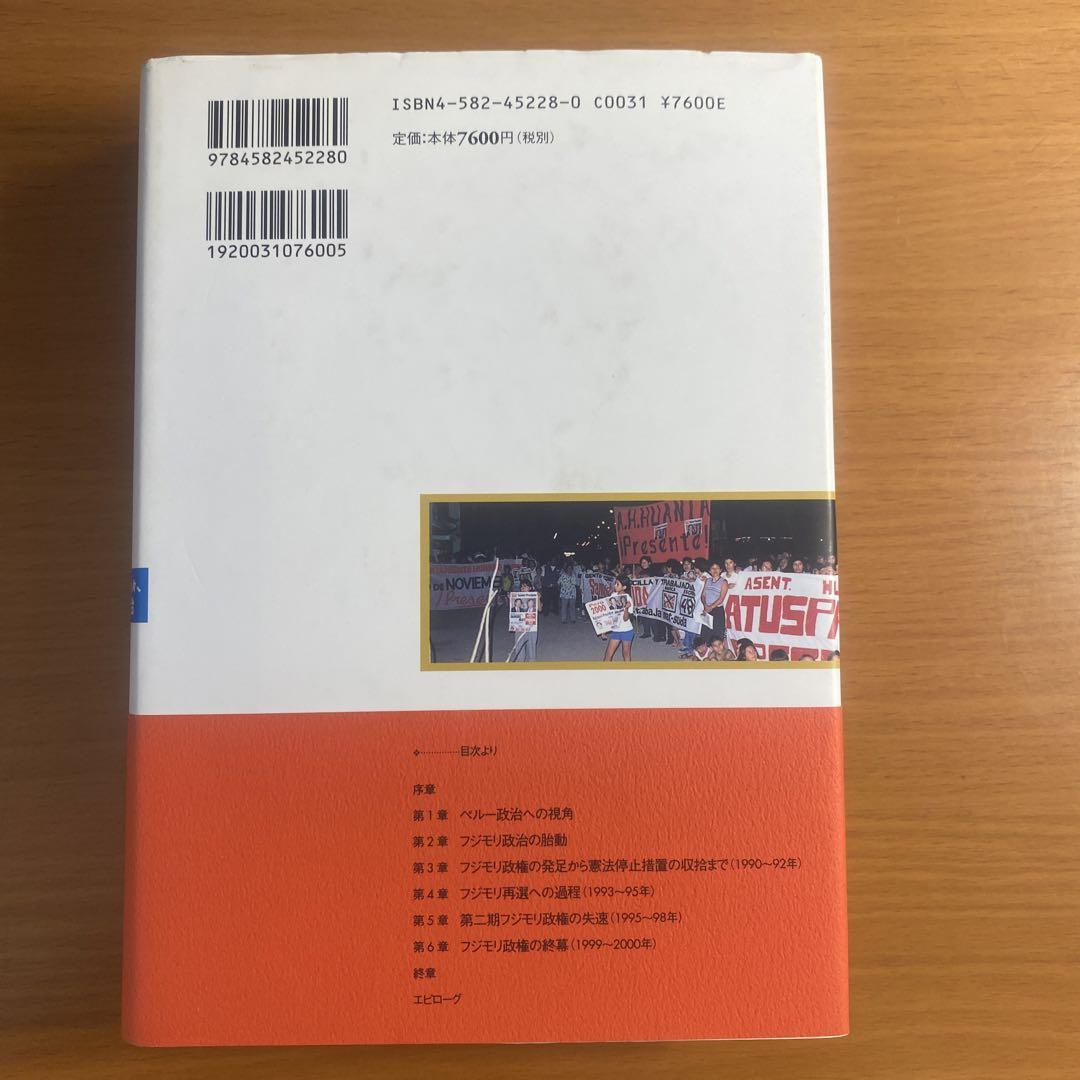 ISBN4-582-45228-0 C0031 ¥7600E
定価：本体7600円（税別）
9784582452280
1920031076005
A.H.HUANTA
¡Presente!
DE NOVIEMB
¡Prese
2000
CILLA Y TRABAJADO
ASENT.
ATUSPA
❖……………目次より
序章
第1章 ペルー政治への視角
第2章 フジモリ政治の胎動
第3章 フジモリ政権の発足から憲法停止措置の収拾まで（1990〜92年）
第4章 フジモリ再選への過程（1993〜95年）
第5章 第二期フジモリ政権の失速（1995〜98年）
第6章 フジモリ政権の終幕（1999〜2000年）
終章
エピローグ